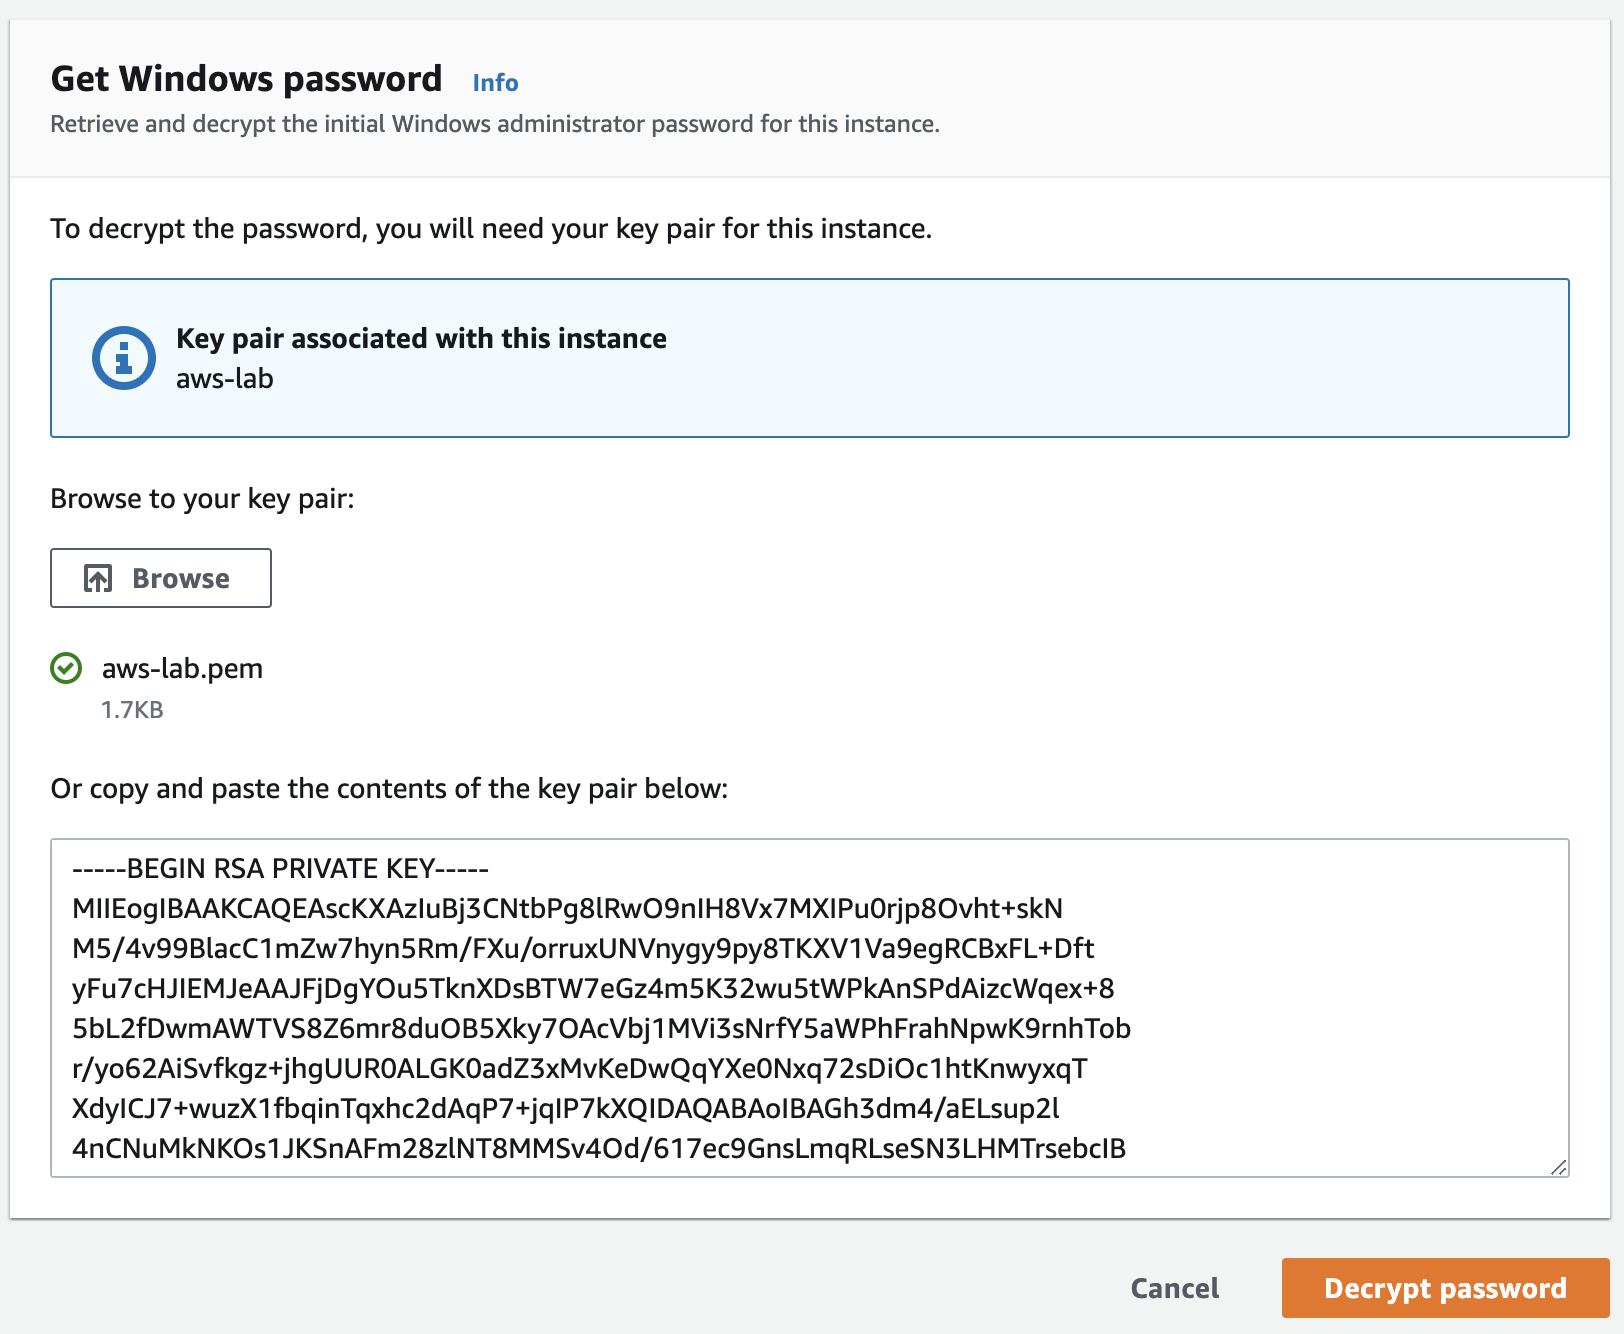 Get Windows password Info
Retrieve and decrypt the initial Windows administrator password for this instance.
To decrypt the password, you will need your key pair for this instance.
Key pair associated with this instance
aws-lab
Browse to your key pair:
Browse
aws-lab.pem
1.7KB
Or copy and paste the contents of the key pair below:
-----BEGIN RSA PRIVATE KEY-----
MIIEogIBAAKCAQEAscKXAzIuBj3CNtbPg8lRwO9nIH8Vx7MXIPu0rjp8Ovht+skN
M5/4v99BlacC1mZw7hyn5Rm/FXu/orruxUNVnygy9py8TKXV1Va9egRCBxFL+Dft
yFu7cHJIEMJeAAJFjDgYOu5TknXDsBTW7eGz4m5K32wu5tWPkAnSPdAizcWqex+8
5bL2fDwmAWTVS8Z6mr8duOB5Xky7OAcVbj1MVi3sNrfY5aWPhFrahNpwK9rnhTob
r/yo62AiSvfkgz+jhgUUR0ALGK0adZ3xMvKeDwQqYXe0Nxq72sDiOc1htKnwyxqT
XdyICJ7+wuzX1fbqinTqxhc2dAqP7+jqIP7kXQIDAQABAoIBAGh3dm4/aELsup2l
4nCNuMkNKOs1JKSnAFm28zlNT8MMSv4Od/617ec9GnsLmqRLseSN3LHMTrsebcIB
Cancel
Decrypt password